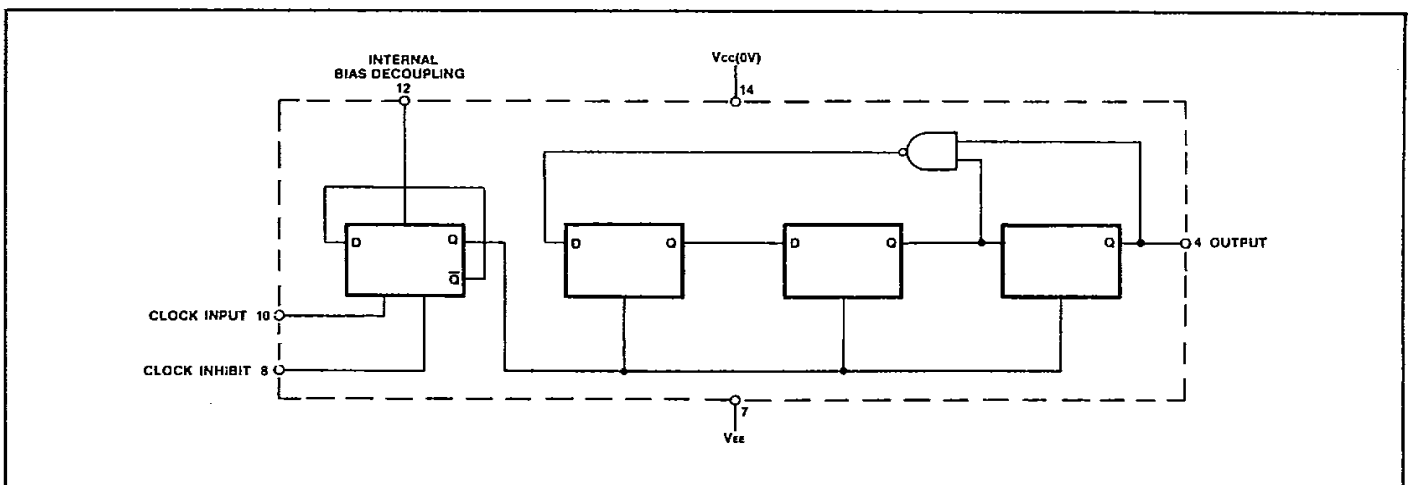 INTERNAL
BIAS DECOUPLING
12
Vcc(0V)
14
D Q
Q̅
D Q
D Q
Q
4 OUTPUT
CLOCK INPUT 10
CLOCK INHIBIT 8
7
VEE